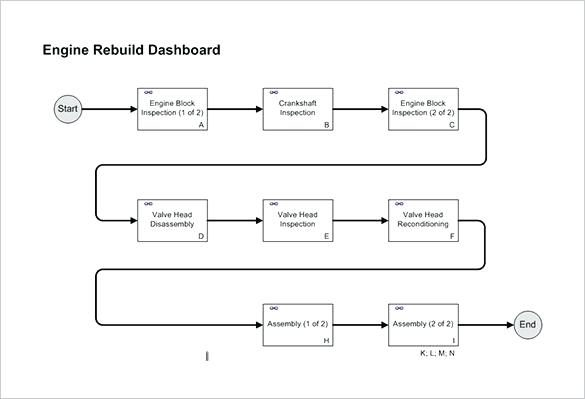 Engine Rebuild Dashboard
Start
Engine Block
Inspection (1 of 2)
A
Crankshaft
Inspection
B
Engine Block
Inspection (2 of 2)
C
Valve Head
Disassembly
D
Valve Head
Inspection
E
Valve Head
Reconditioning
F
Assembly (1 of 2)
H
Assembly (2 of 2)
I
End
K; L; M; N